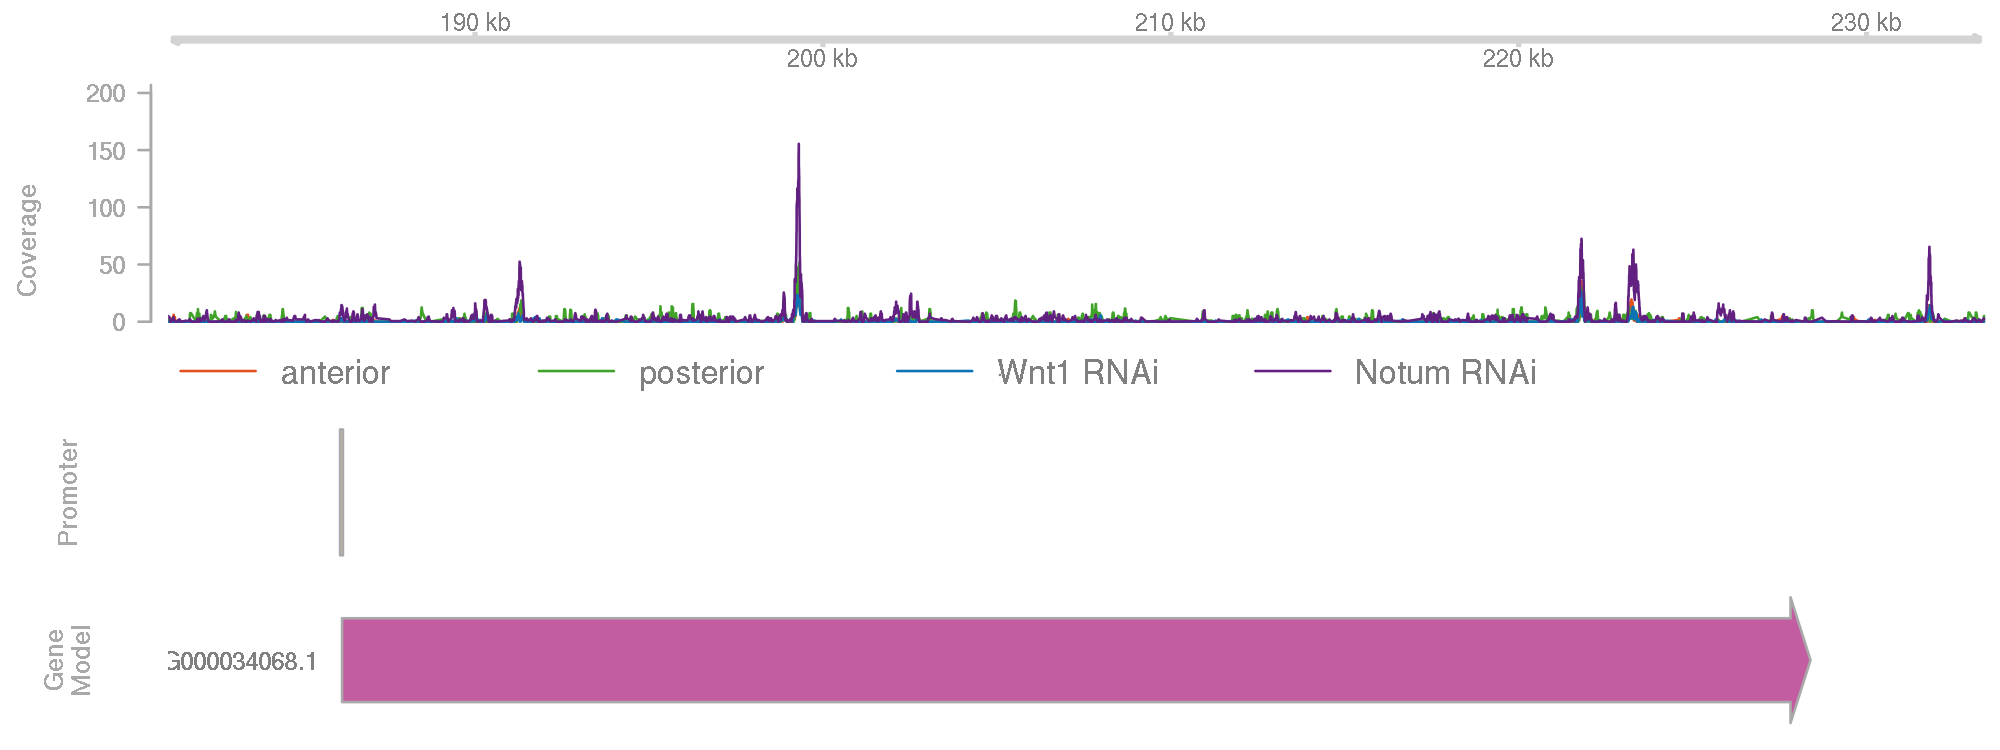 190 kb 210 kb 230 kb
200 kb 220 kb
Coverage
200
150
100
50
0
anterior posterior Wnt1 RNAi Notum RNAi
Promoter
Gene
Model
G000034068.1